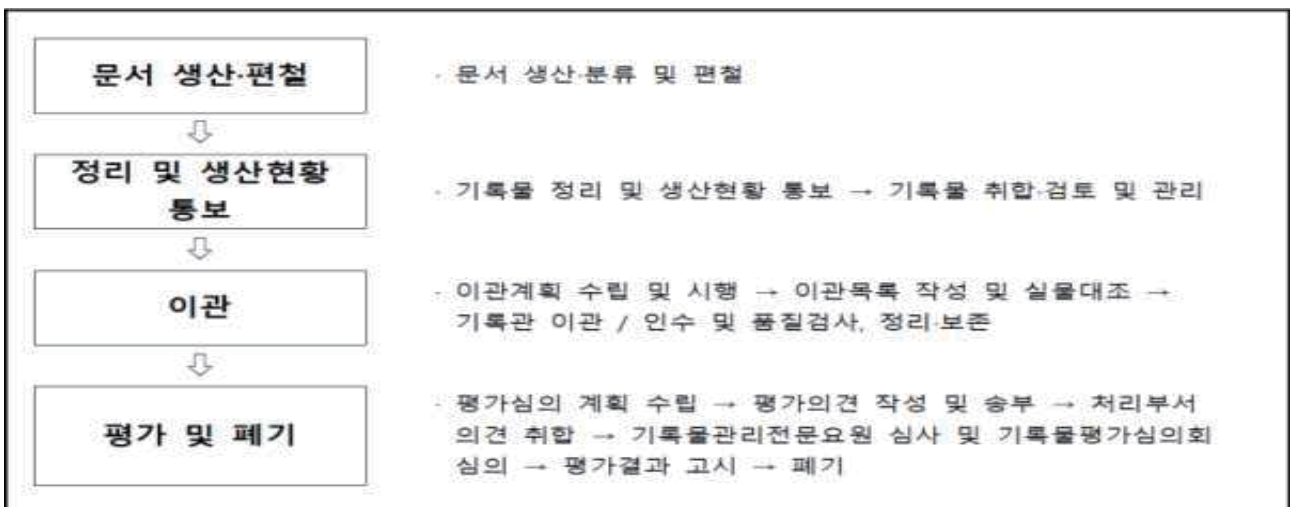 문서 생산·편철
· 문서 생산·분류 및 편철
⇩
정리 및 생산현황
통보
· 기록물 정리 및 생산현황 통보 → 기록물 취합·검토 및 관리
⇩
이관
· 이관계획 수립 및 시행 → 이관목록 작성 및 실물대조 →
기록관 이관 / 인수 및 품질검사, 정리·보존
⇩
평가 및 폐기
· 평가심의 계획 수립 → 평가의견 작성 및 송부 → 처리부서
의견 취합 → 기록물관리전문요원 심사 및 기록물평가심의회
심의 → 평가결과 고시 → 폐기